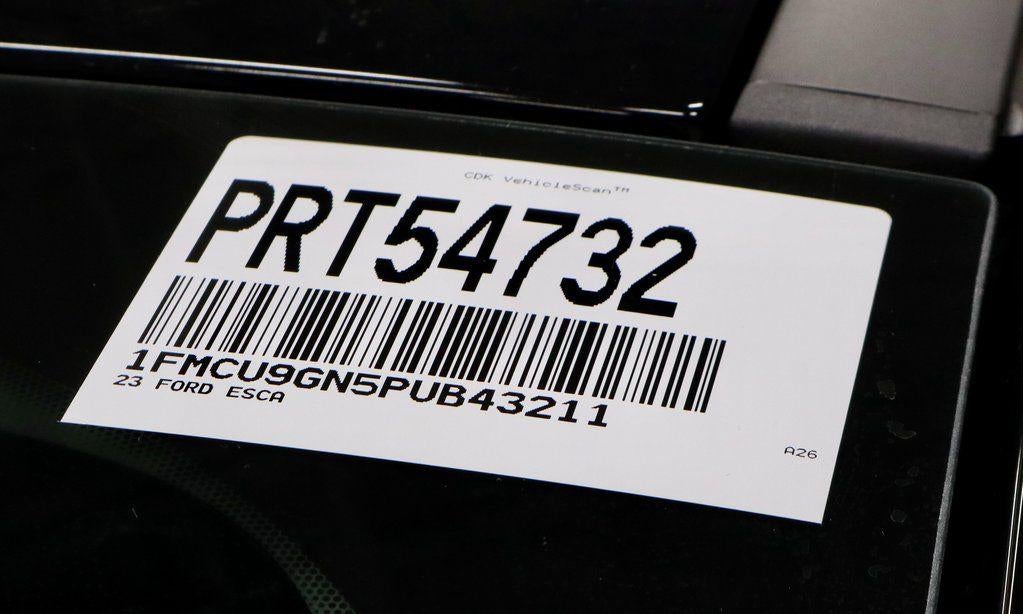 CDK VehicleScan™
PRT54732
1FMCU9GN5PUB43211
23 FORD ESCA
A26